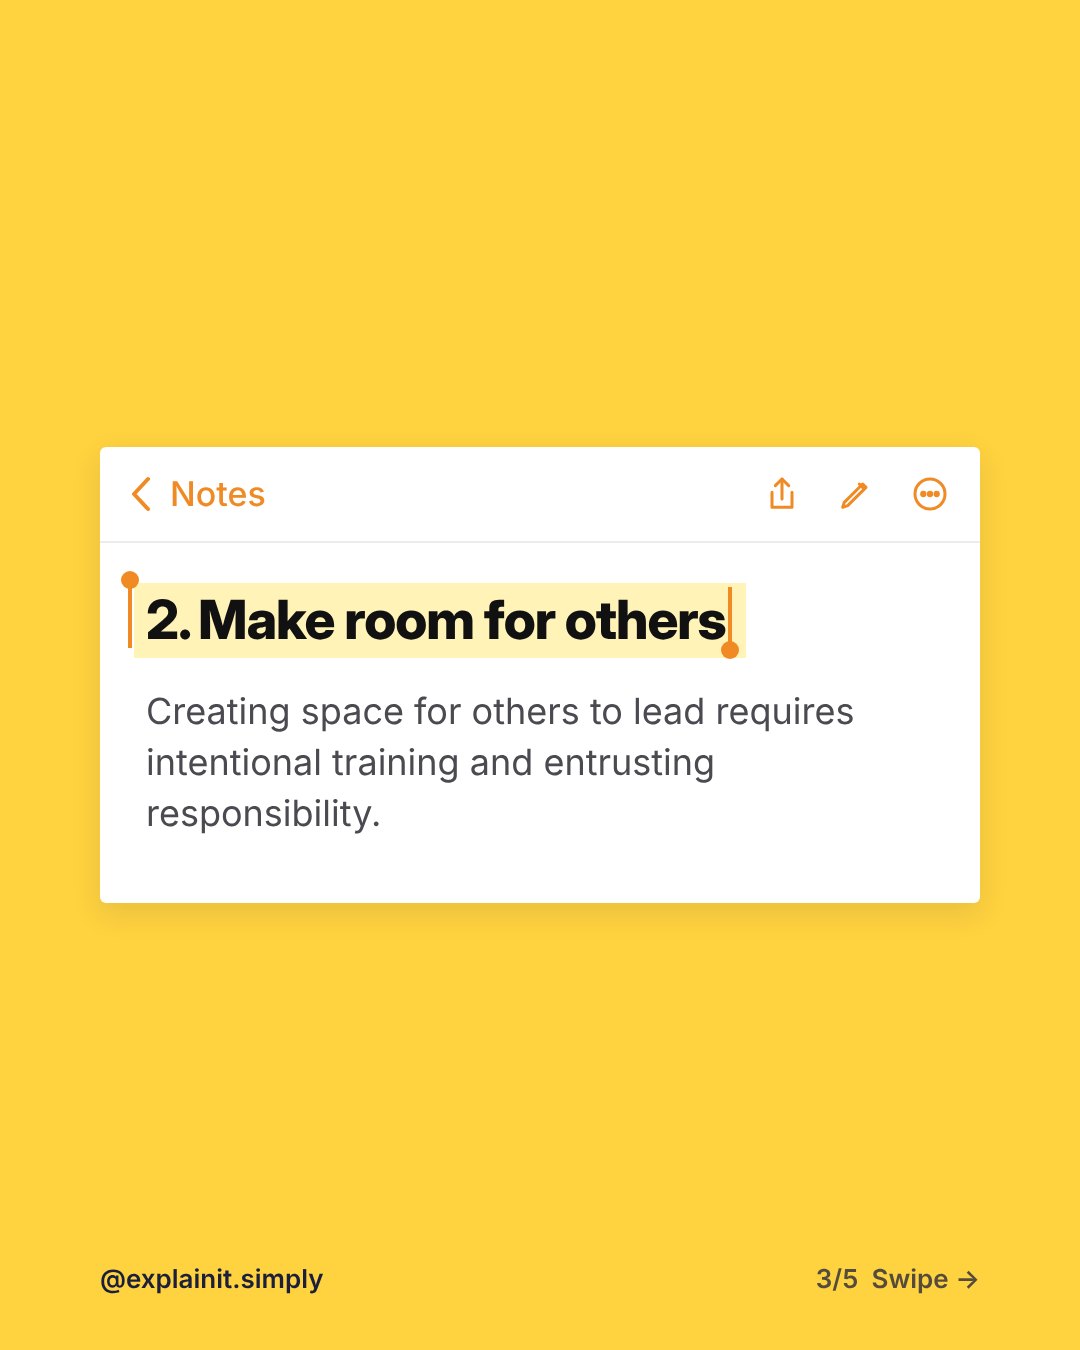 Notes
2. Make room for others
Creating space for others to lead requires
intentional training and entrusting
responsibility.
@explainit.simply
3/5 Swipe →